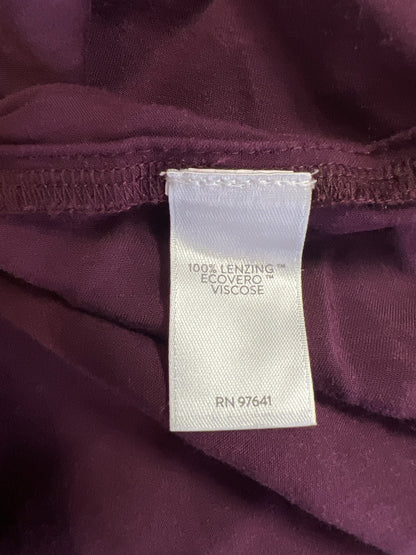 100% LENZING™
ECOVERO™
VISCOSE
RN 97641